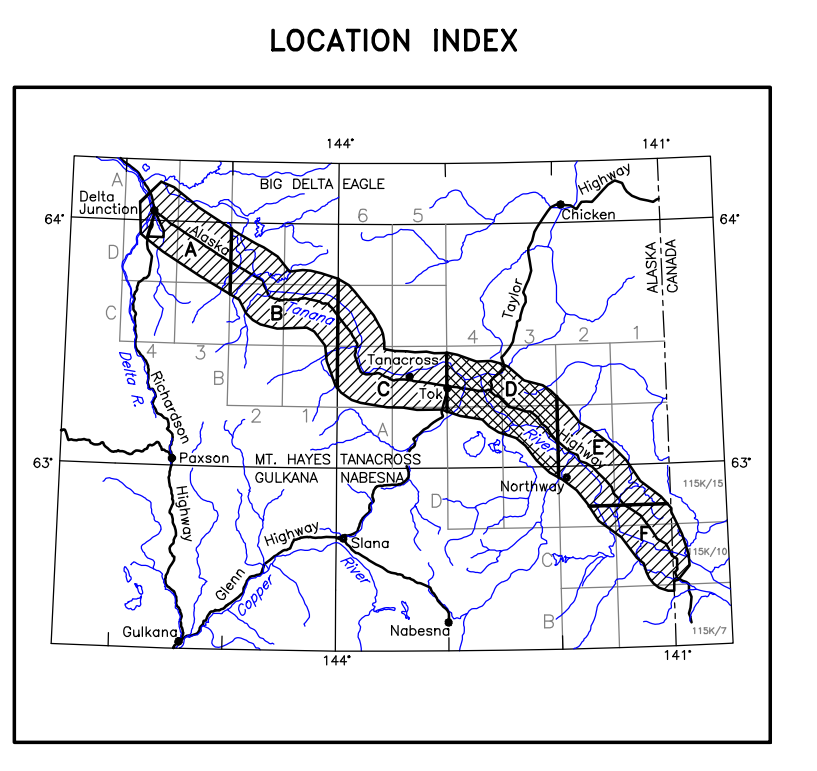 LOCATION INDEX
144°
141°
A
BIG DELTA
EAGLE
Highway
Delta
Junction
6
5
Chicken
64°
64°
Alaska
A
D
ALASKA
CANADA
Taylor
C
B
Tanana
4
3
4
3
2
1
Tanacross
Delta R.
B
C
Tok
D
Richardson
2
1
A
River
Highway
E
Paxson
MT. HAYES
TANACROSS
63°
63°
GULKANA
NABESNA
Northway
115K/15
Highway
D
Highway
Slana
F
115K/10
C
River
Glenn
Copper
B
Gulkana
Nabesna
115K/7
144°
141°